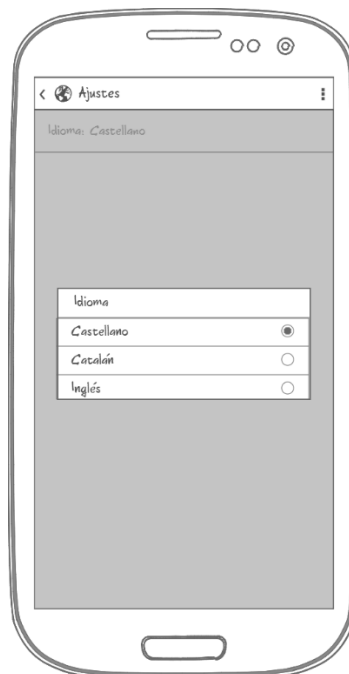 Ajustes
Idioma: Castellano
Idioma
Castellano
Catalán
Inglés